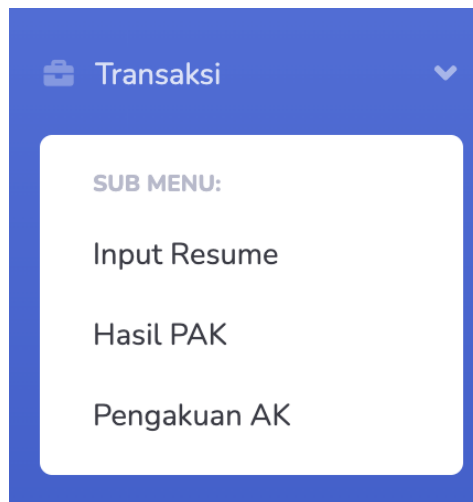 Transaksi
SUB MENU:
Input Resume
Hasil PAK
Pengakuan AK